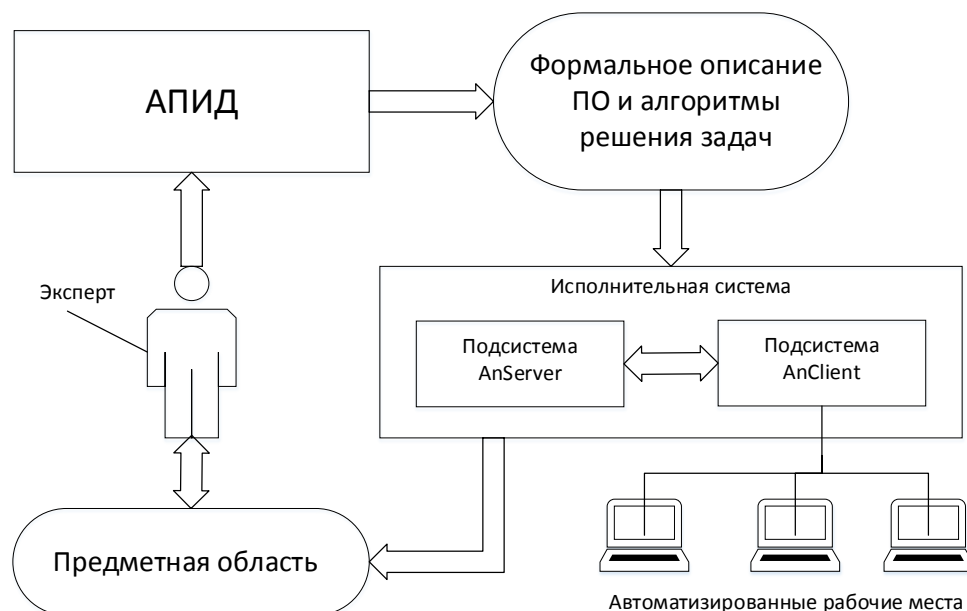 АПИД
Формальное описание
ПО и алгоритмы
решения задач
Эксперт
Исполнительная система
Подсистема
AnServer
Подсистема
AnClient
Предметная область
Автоматизированные рабочие места